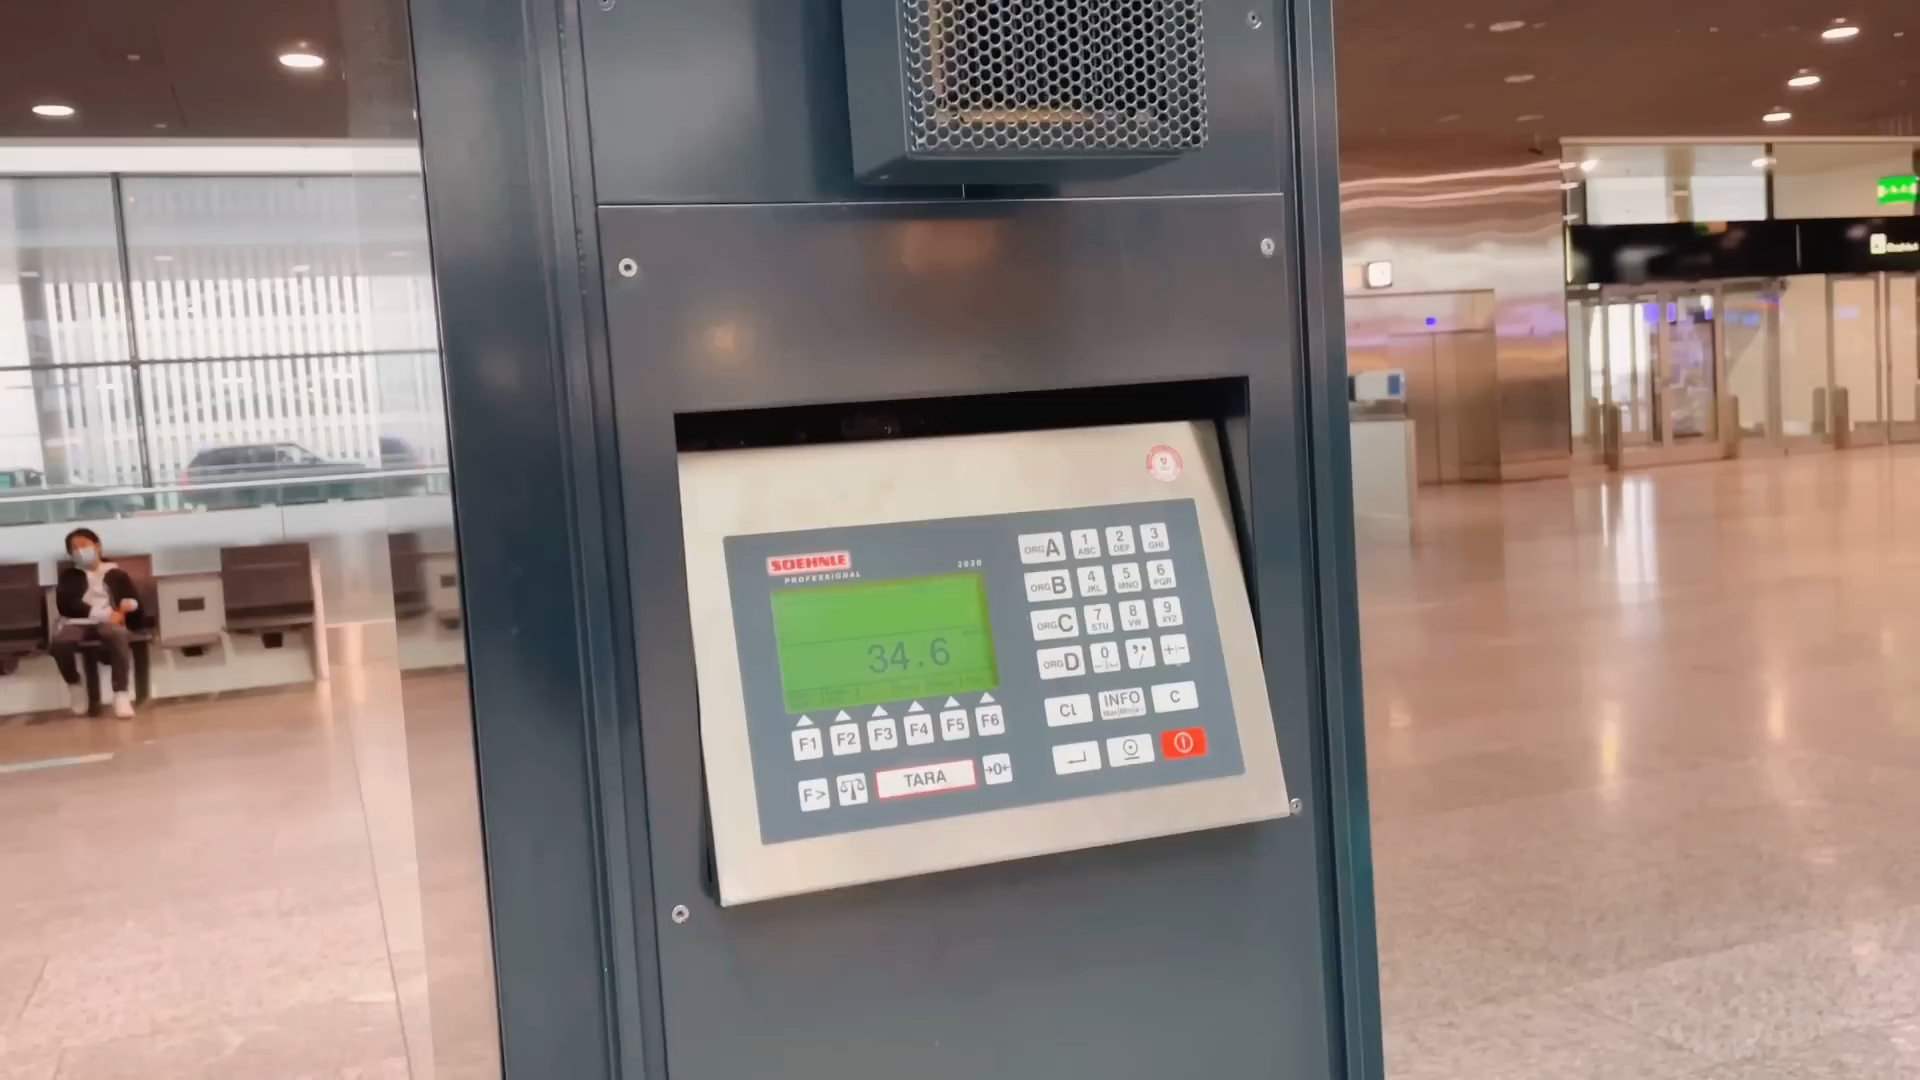 SOEHNLE
PROFESSIONAL
2020
34.6
F1 F2 F3 F4 F5 F6
F> TARA →0←
ORG A 1 ABC 2 DEF 3 GHI
ORG B 4 JKL 5 MNO 6 PQR
ORG C 7 STU 8 VW 9 XYZ
ORG D 0
CL INFO C